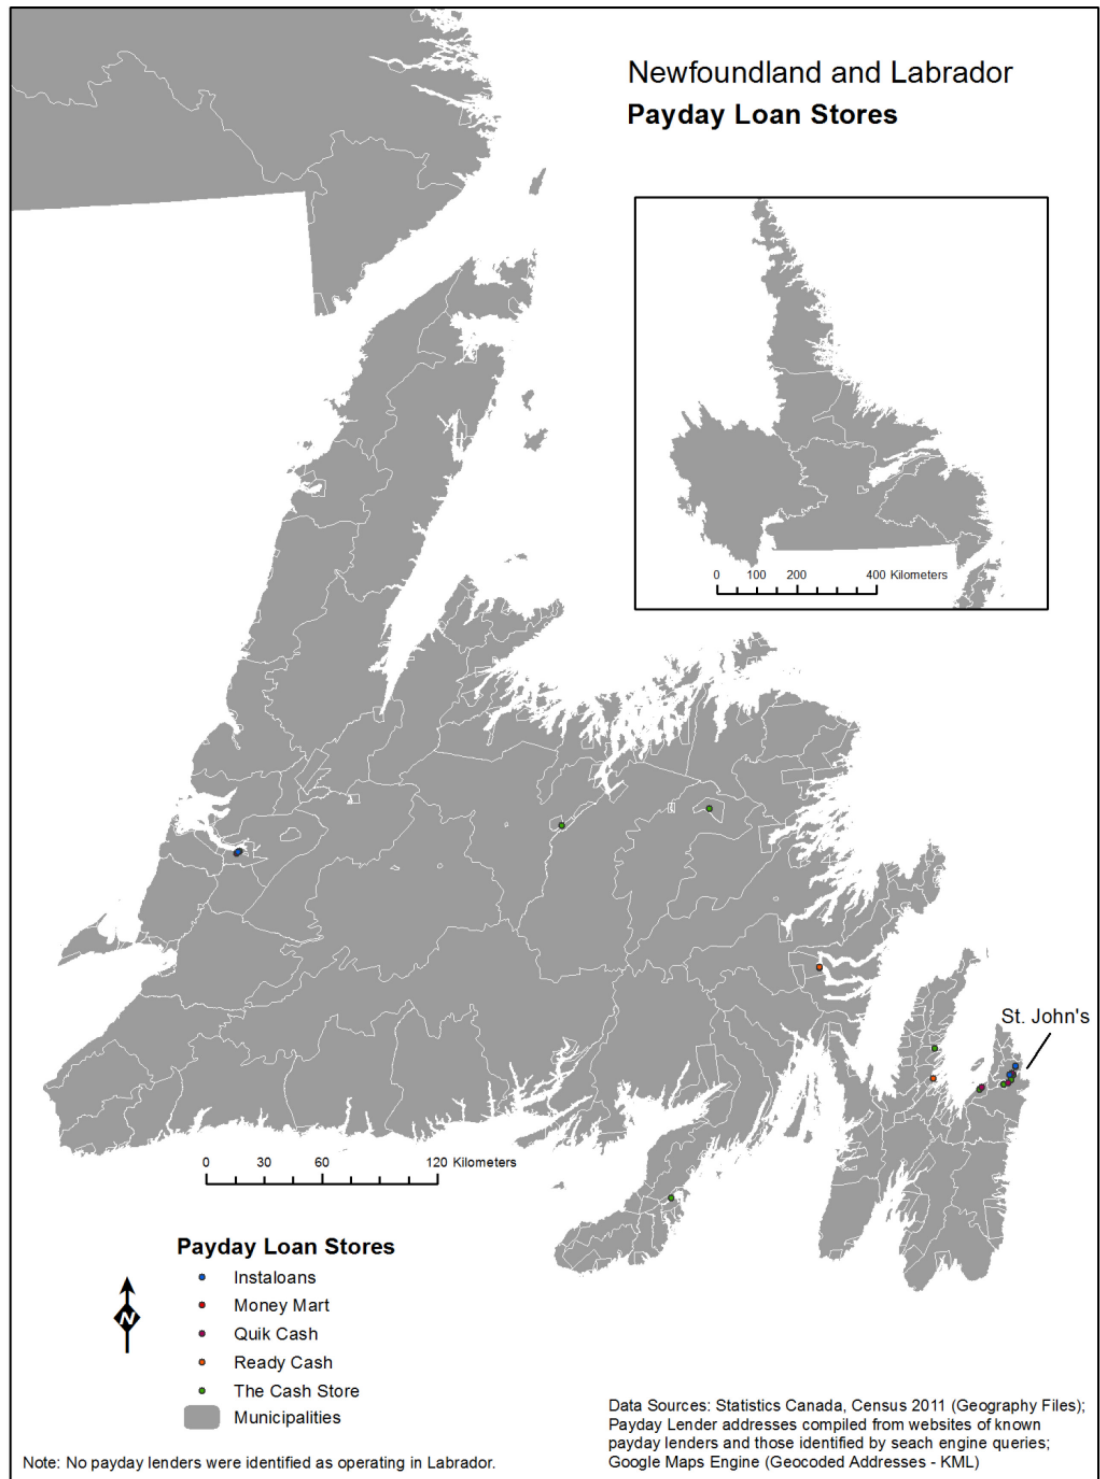 Newfoundland and Labrador
Payday Loan Stores
0 100 200 400 Kilometers
St. John's
0 30 60 120 Kilometers
Payday Loan Stores
N
Instaloans
Money Mart
Quik Cash
Ready Cash
The Cash Store
Municipalities
Note: No payday lenders were identified as operating in Labrador.
Data Sources: Statistics Canada, Census 2011 (Geography Files);
Payday Lender addresses compiled from websites of known
payday lenders and those identified by seach engine queries;
Google Maps Engine (Geocoded Addresses - KML)